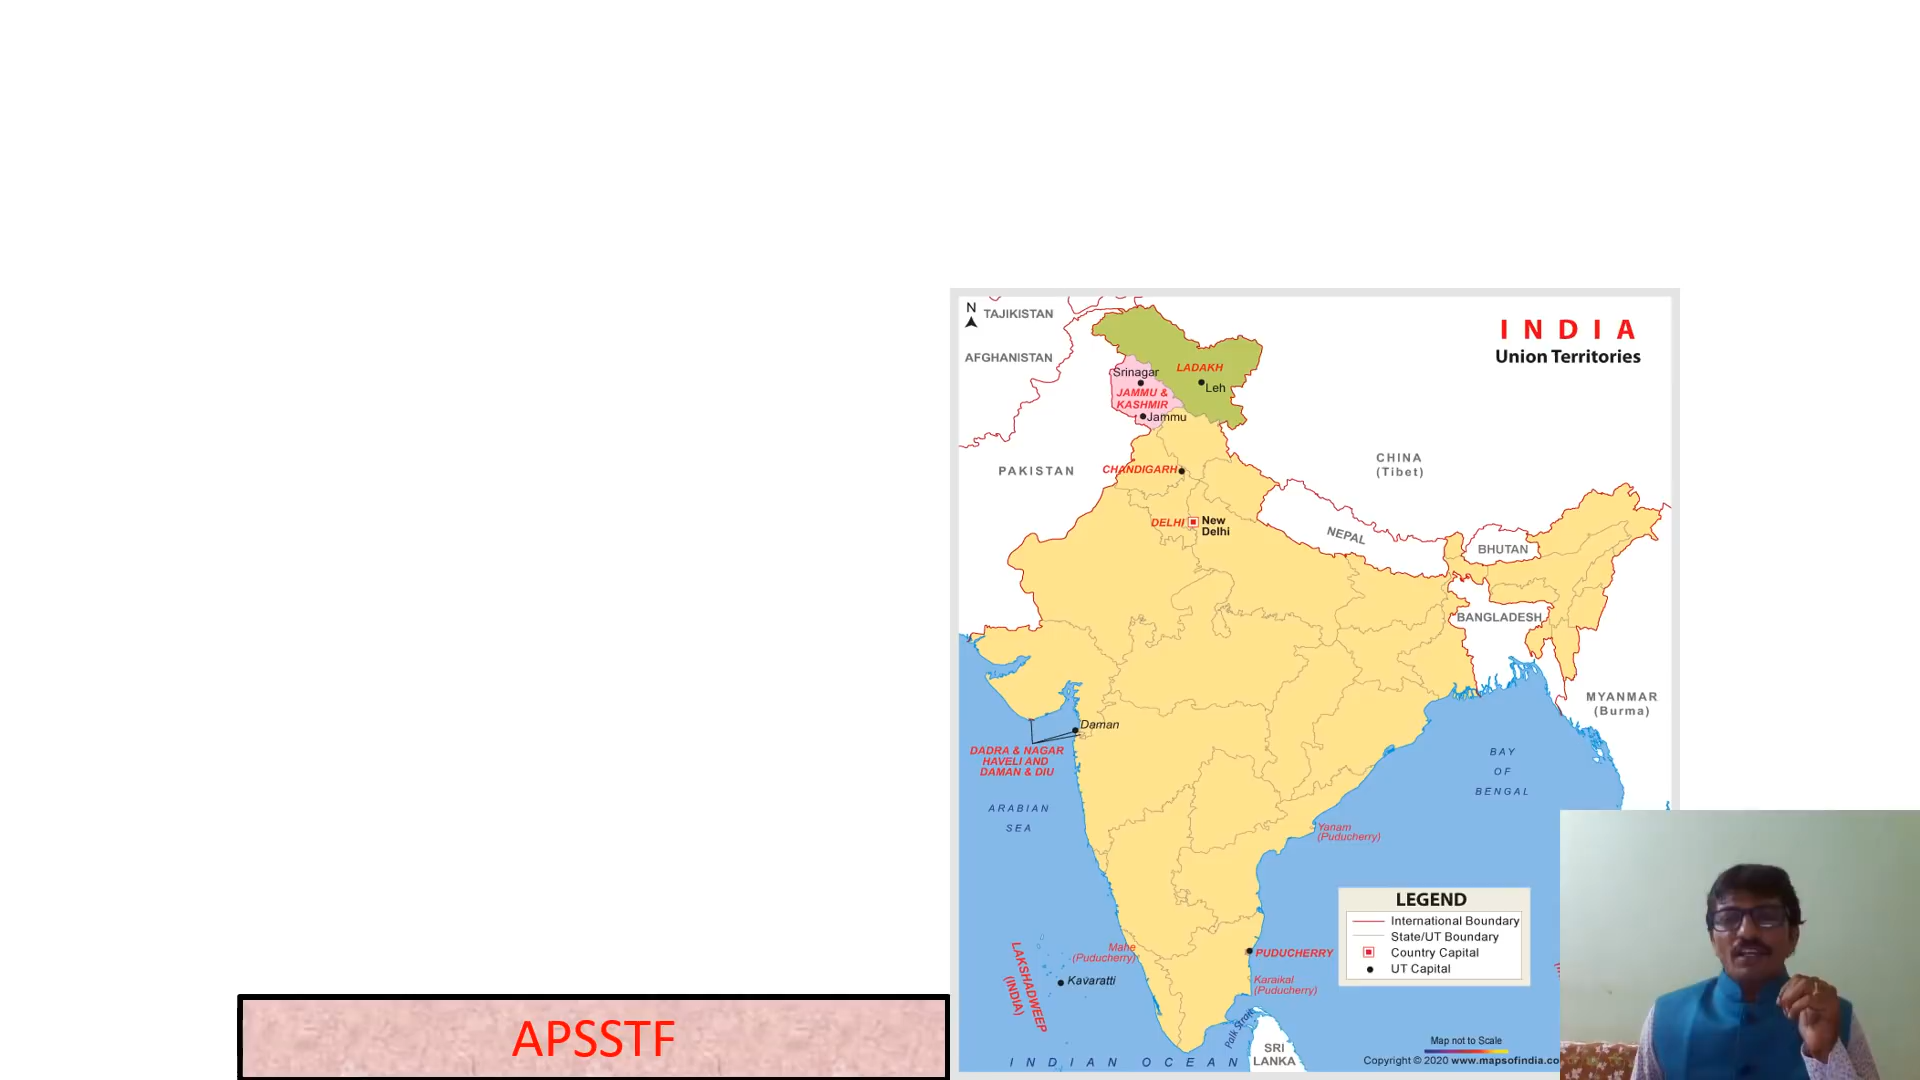 N
TAJIKISTAN
I N D I A
Union Territories
AFGHANISTAN
Srinagar
LADAKH
Leh
JAMMU &
KASHMIR
Jammu
CHINA
(Tibet)
PAKISTAN
CHANDIGARH
DELHI
New
Delhi
NEPAL
BHUTAN
BANGLADESH
MYANMAR
(Burma)
Daman
DADRA & NAGAR
HAVELI AND
DAMAN & DIU
BAY
OF
BENGAL
ARABIAN
SEA
Yanam
(Puducherry)
LEGEND
International Boundary
State/UT Boundary
Country Capital
UT Capital
Mahe
(Puducherry)
PUDUCHERRY
LAKSHADWEEP
(INDIA)
Kavaratti
Karaikal
(Puducherry)
Palk Strait
SRI
LANKA
INDIAN OCEAN
Map not to Scale
Copyright © 2020 www.mapsofindia.co
APSSTF